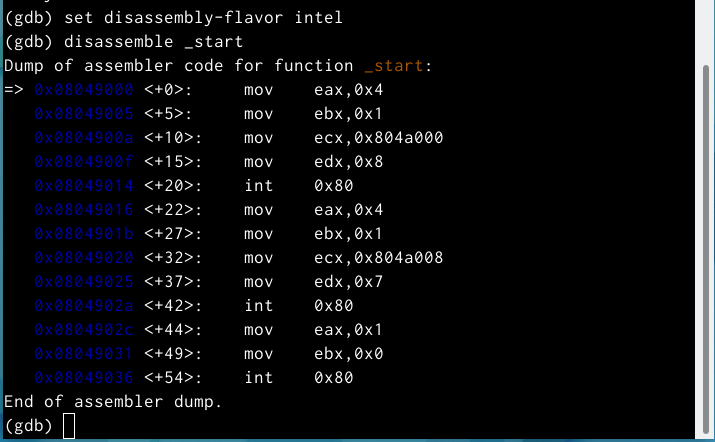 (gdb) set disassembly-flavor intel
(gdb) disassemble _start
Dump of assembler code for function _start:
=> 0x08049000 <+0>:     mov    eax,0x4
   0x08049005 <+5>:     mov    ebx,0x1
   0x0804900a <+10>:    mov    ecx,0x804a000
   0x0804900f <+15>:    mov    edx,0x8
   0x08049014 <+20>:    int    0x80
   0x08049016 <+22>:    mov    eax,0x4
   0x0804901b <+27>:    mov    ebx,0x1
   0x08049020 <+32>:    mov    ecx,0x804a008
   0x08049025 <+37>:    mov    edx,0x7
   0x0804902a <+42>:    int    0x80
   0x0804902c <+44>:    mov    eax,0x1
   0x08049031 <+49>:    mov    ebx,0x0
   0x08049036 <+54>:    int    0x80
End of assembler dump.
(gdb)